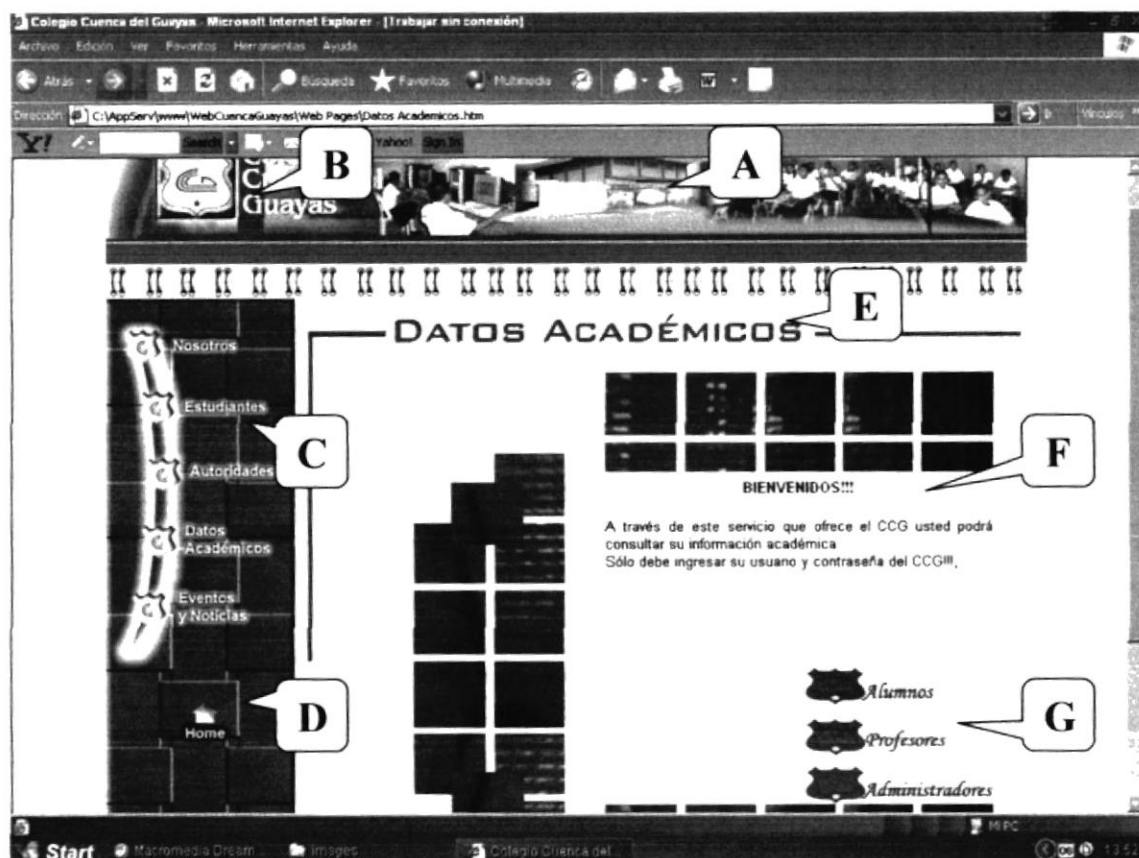 Colegio Cuenca del Guayas - Microsoft Internet Explorer - [Trabajar sin conexión]
Archivo Edición Ver Favoritos Herramientas Ayuda
Atrás Búsqueda Favoritos Multimedia
Dirección C:\AppServ\www\WebCuencaGuayas\Web Pages\Datos Academicos.htm Vínculos
Y! Search Yahoo! Sign In
B
A
Guayas
E
DATOS ACADÉMICOS
Nosotros
Estudiantes
C
F
Autoridades
BIENVENIDOS!!!
A través de este servicio que ofrece el CCG usted podrá
consultar su información académica
Sólo debe ingresar su usuario y contraseña del CCG!!!,
Datos
Académicos
Eventos
y Noticias
Alumnos
D
G
Home
Profesores
Administradores
Mi PC
Start Macromedia Dream... images Colegio Cuenca del... 13:52